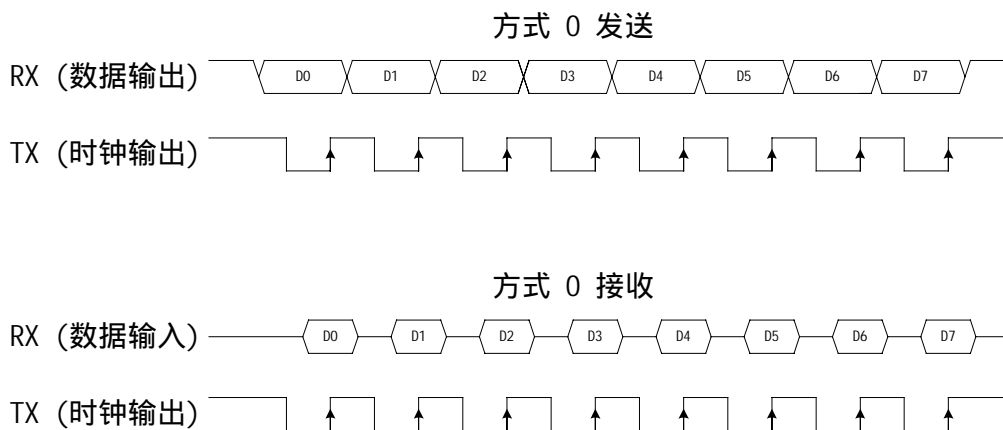 方式 0 发送
RX (数据输出) D0 D1 D2 D3 D4 D5 D6 D7
TX (时钟输出)
方式 0 接收
RX (数据输入) D0 D1 D2 D3 D4 D5 D6 D7
TX (时钟输出)